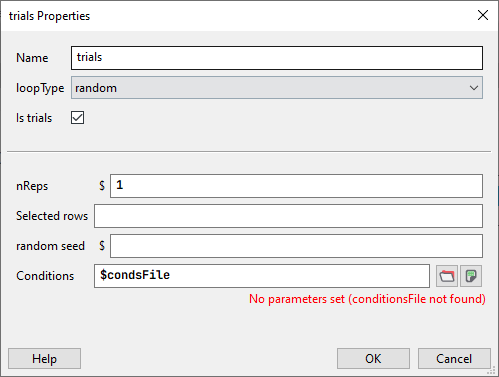 trials Properties
Name trials
loopType random
Is trials
nReps $ 1
Selected rows
random seed $
Conditions $condsFile
No parameters set (conditionsFile not found)
Help OK Cancel